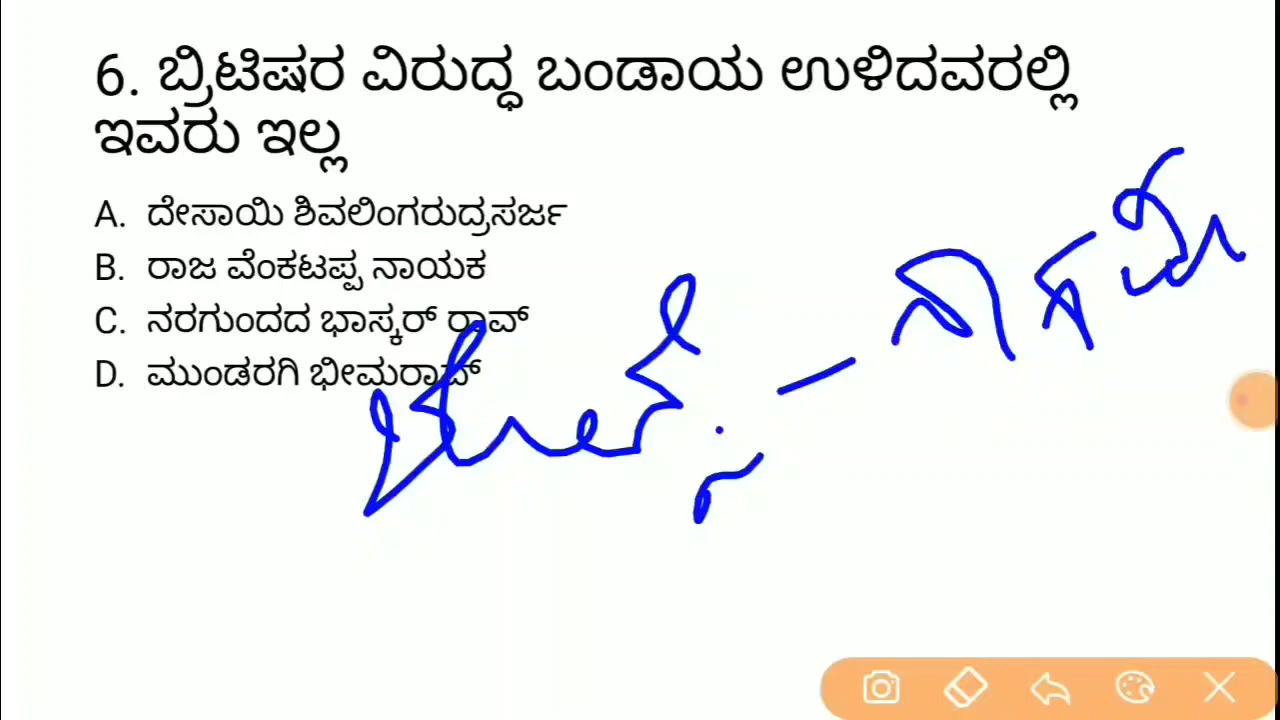 6. ಬ್ರಿಟಿಷರ ವಿರುದ್ಧ ಬಂಡಾಯ ಉಳಿದವರಲ್ಲಿ
ಇವರು ಇಲ್ಲ
A. ದೇಸಾಯಿ ಶಿವಲಿಂಗರುದ್ರಸರ್ಜ
B. ರಾಜ ವೆಂಕಟಪ್ಪ ನಾಯಕ
C. ನರಗುಂದದ ಭಾಸ್ಕರ್ ರಾವ್
D. ಮುಂಡರಗಿ ಭೀಮರಾವ್